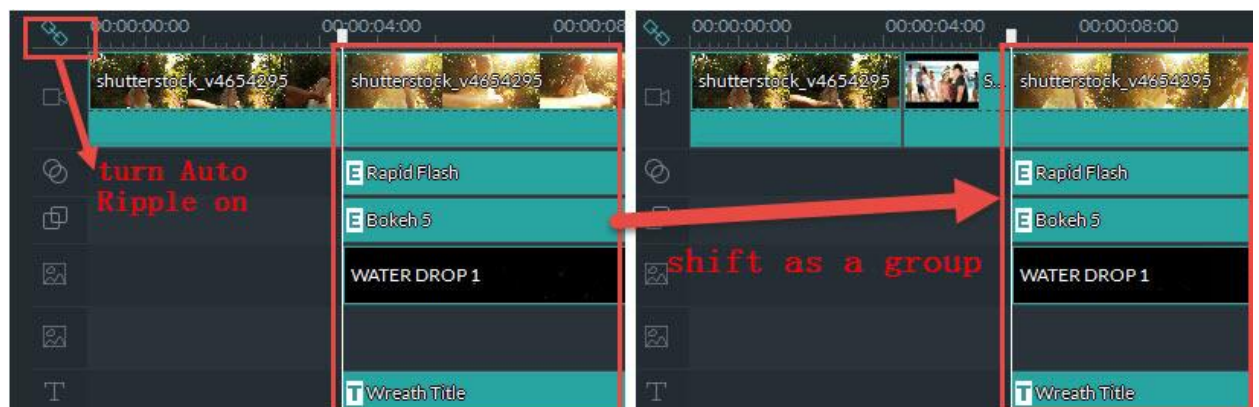 00:00:00:00 00:00:04:00 00:00:08
shutterstock_v4654295 shutterstock_v4654295
turn Auto
Ripple on
E Rapid Flash
E Bokeh 5
WATER DROP 1
T
T Wreath Title
00:00:00:00 00:00:04:00 00:00:08:00
shutterstock_v4654295 S... shutterstock_v4654295
E Rapid Flash
E Bokeh 5
shift as a group
WATER DROP 1
T
T Wreath Title